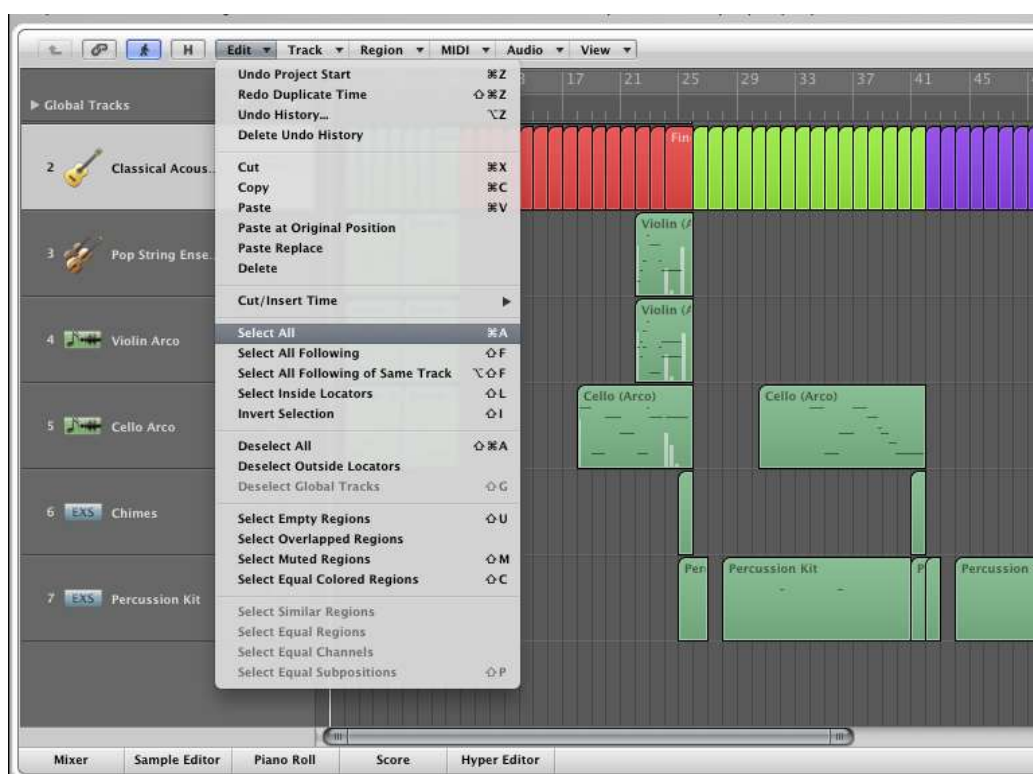 H Edit Track Region MIDI Audio View
17 21 25 29 33 37 41 45
Global Tracks
Undo Project Start ⌘Z
Redo Duplicate Time ⇧⌘Z
Undo History... ⌥Z
Delete Undo History
Cut ⌘X
Copy ⌘C
Paste ⌘V
Paste at Original Position
Paste Replace
Delete
Cut/Insert Time
Select All ⌘A
Select All Following ⇧F
Select All Following of Same Track ⌥⇧F
Select Inside Locators ⇧L
Invert Selection ⇧I
Deselect All ⇧⌘A
Deselect Outside Locators
Deselect Global Tracks ⇧G
Select Empty Regions ⇧U
Select Overlapped Regions
Select Muted Regions ⇧M
Select Equal Colored Regions ⇧C
Select Similar Regions
Select Equal Regions
Select Equal Channels
Select Equal Subpositions ⇧P
2 Classical Acous... Fin
3 Pop String Ense... Violin (A
4 Violin Arco Violin (A
5 Cello Arco Cello (Arco) Cello (Arco)
6 EXS Chimes
7 EXS Percussion Kit Per Percussion Kit P Percussion
Mixer Sample Editor Piano Roll Score Hyper Editor